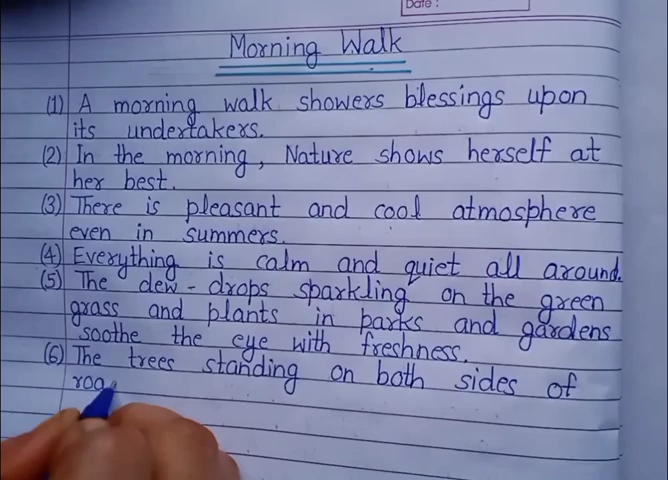 Date :
Morning Walk
(1) A morning walk showers blessings upon
its undertakers.
(2) In the morning, Nature shows herself at
her best.
(3) There is pleasant and cool atmosphere
even in summers.
(4) Everything is calm and quiet all around.
(5) The dew-drops sparkling on the green
grass and plants in parks and gardens
soothe the eye with freshness.
(6) The trees standing on both sides of
roa